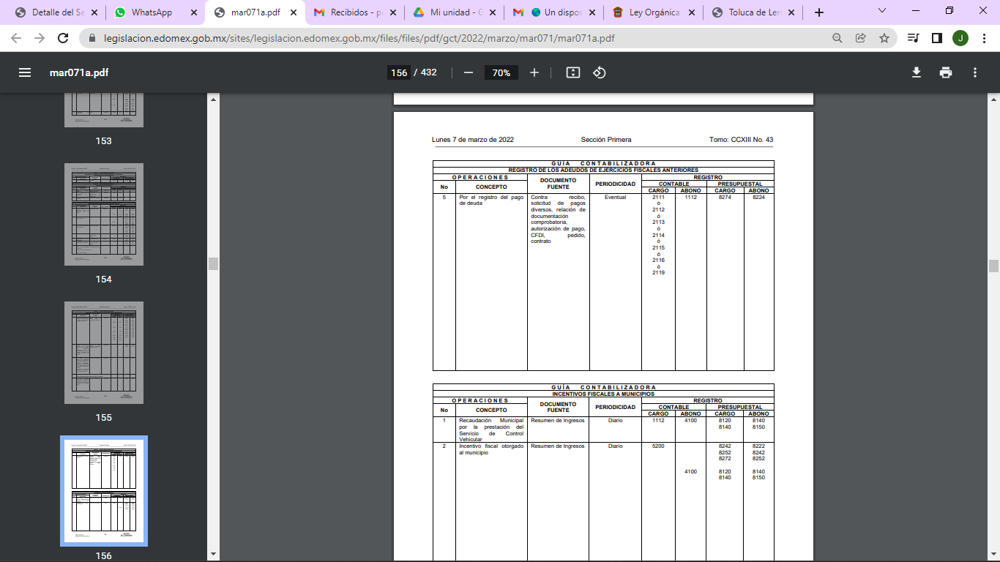 Detalle del Se
WhatsApp
mar071a.pdf
Recibidos - p
Mi unidad - G
Un dispos
Ley Orgánica
Toluca de Ler
legislacion.edomex.gob.mx/sites/legislacion.edomex.gob.mx/files/files/pdf/gct/2022/marzo/mar071/mar071a.pdf
J
mar071a.pdf
156 / 432
70%
153
154
155
156
Lunes 7 de marzo de 2022 Sección Primera Tomo: CCXIII No. 43
GUÍA CONTABILIZADORA
REGISTRO DE LOS ADEUDOS DE EJERCICIOS FISCALES ANTERIORES
OPERACIONES DOCUMENTO FUENTE PERIODICIDAD REGISTRO
CONTABLE PRESUPUESTAL
No CONCEPTO CARGO ABONO CARGO ABONO
5 Por el registro del pago Contra recibo, Eventual 2111 1112 8274 8224
de deuda solicitud de pagos ó
diversos, relación de 2112
documentación ó
comprobatoria, 2113
autorización de pago, ó
CFDI, pedido, 2114
contrato ó
2115
ó
2116
ó
2119
GUÍA CONTABILIZADORA
INCENTIVOS FISCALES A MUNICIPIOS
OPERACIONES DOCUMENTO FUENTE PERIODICIDAD REGISTRO
CONTABLE PRESUPUESTAL
No CONCEPTO CARGO ABONO CARGO ABONO
1 Recaudación Municipal Resumen de Ingresos Diario 1112 4100 8120 8140
por la prestación del 8140 8150
Servicio de Control
Vehicular
2 Incentivo fiscal otorgado Resumen de Ingresos Diario 5200 8242 8222
al municipio 8252 8242
8272 8252
4100 8120 8140
8140 8150